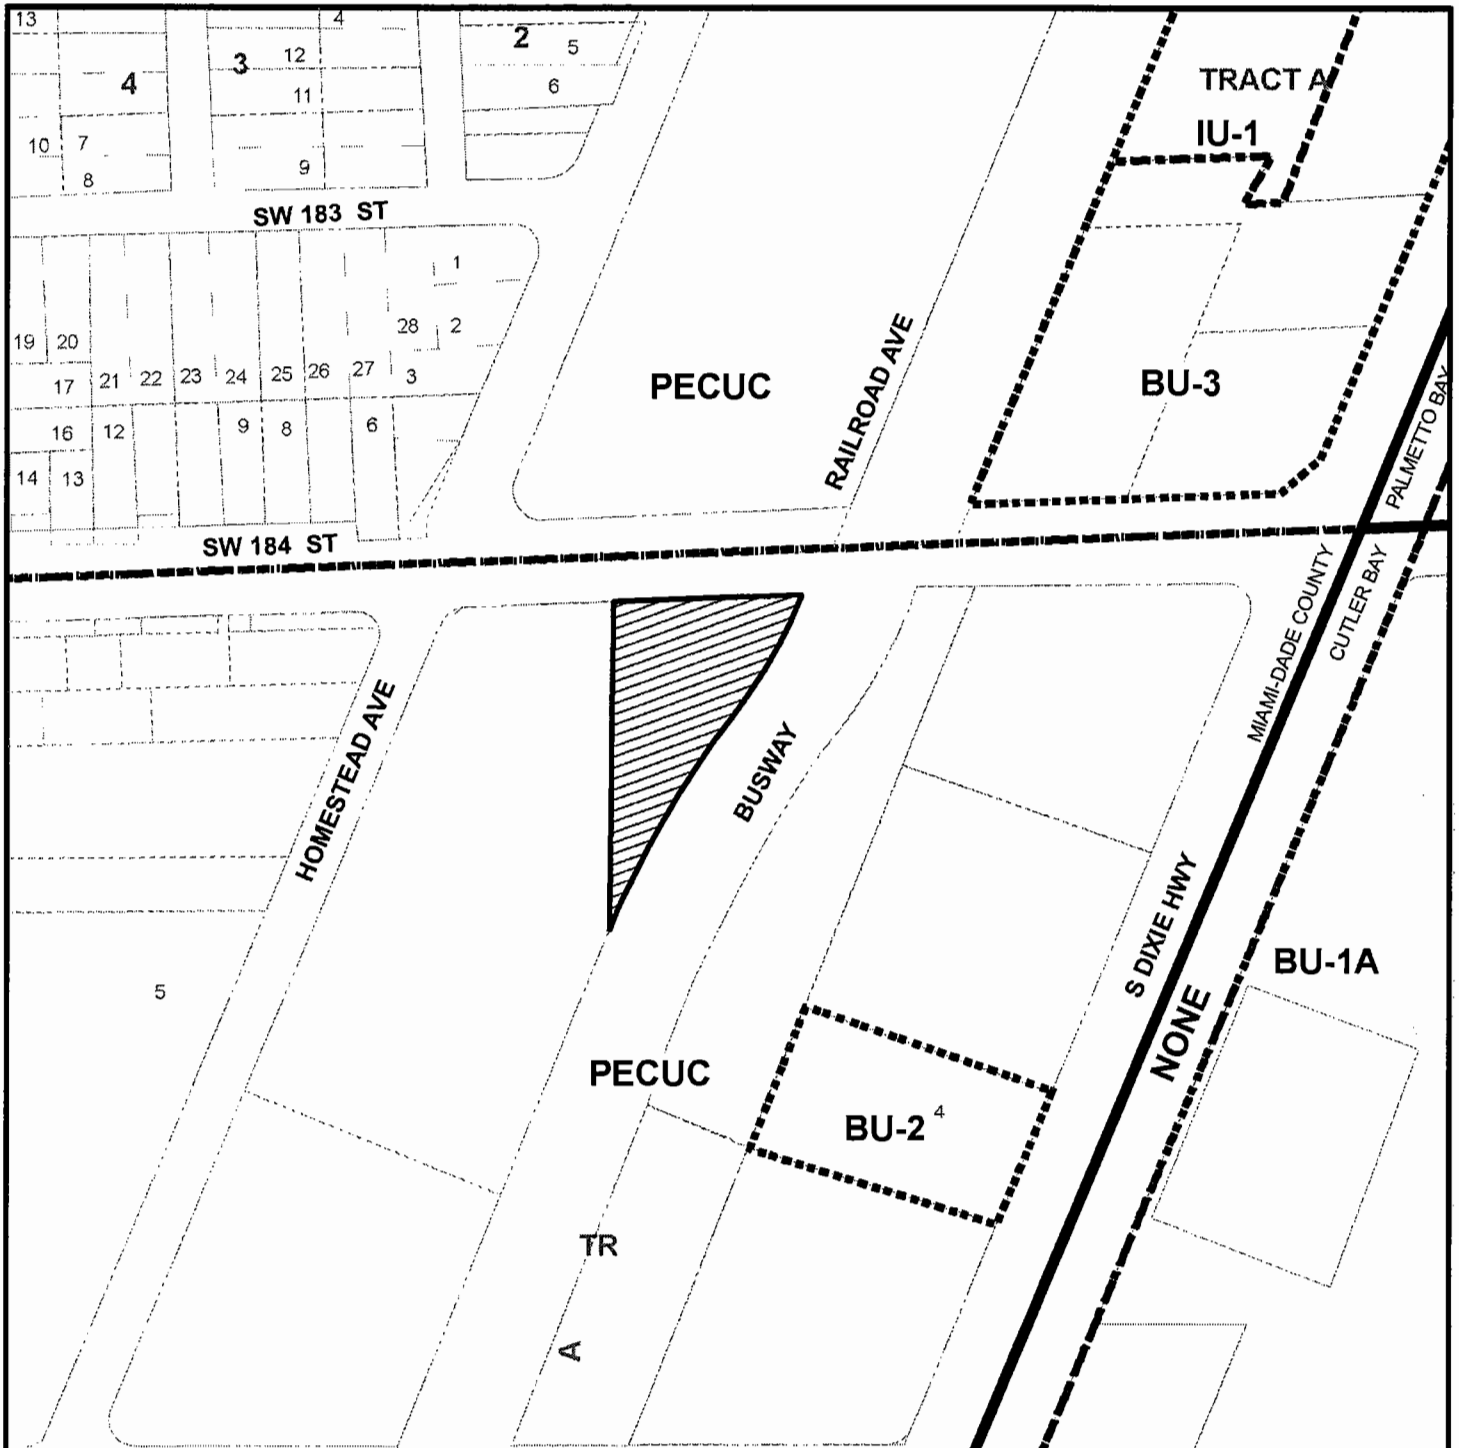 13
4
2
5
3
12
4
6
11
TRACT A
IU-1
10
7
9
8
SW 183 ST
1
28
2
19
20
RAILROAD AVE
PECUC
BU-3
17
21
22
23
24
25
26
27
3
PALMETTO BAY
16
12
9
8
6
14
13
SW 184 ST
MIAMI-DADE COUNTY
CUTLER BAY
HOMESTEAD AVE
BUSWAY
S DIXIE HWY
BU-1A
5
NONE
PECUC
BU-2
4
TR
A